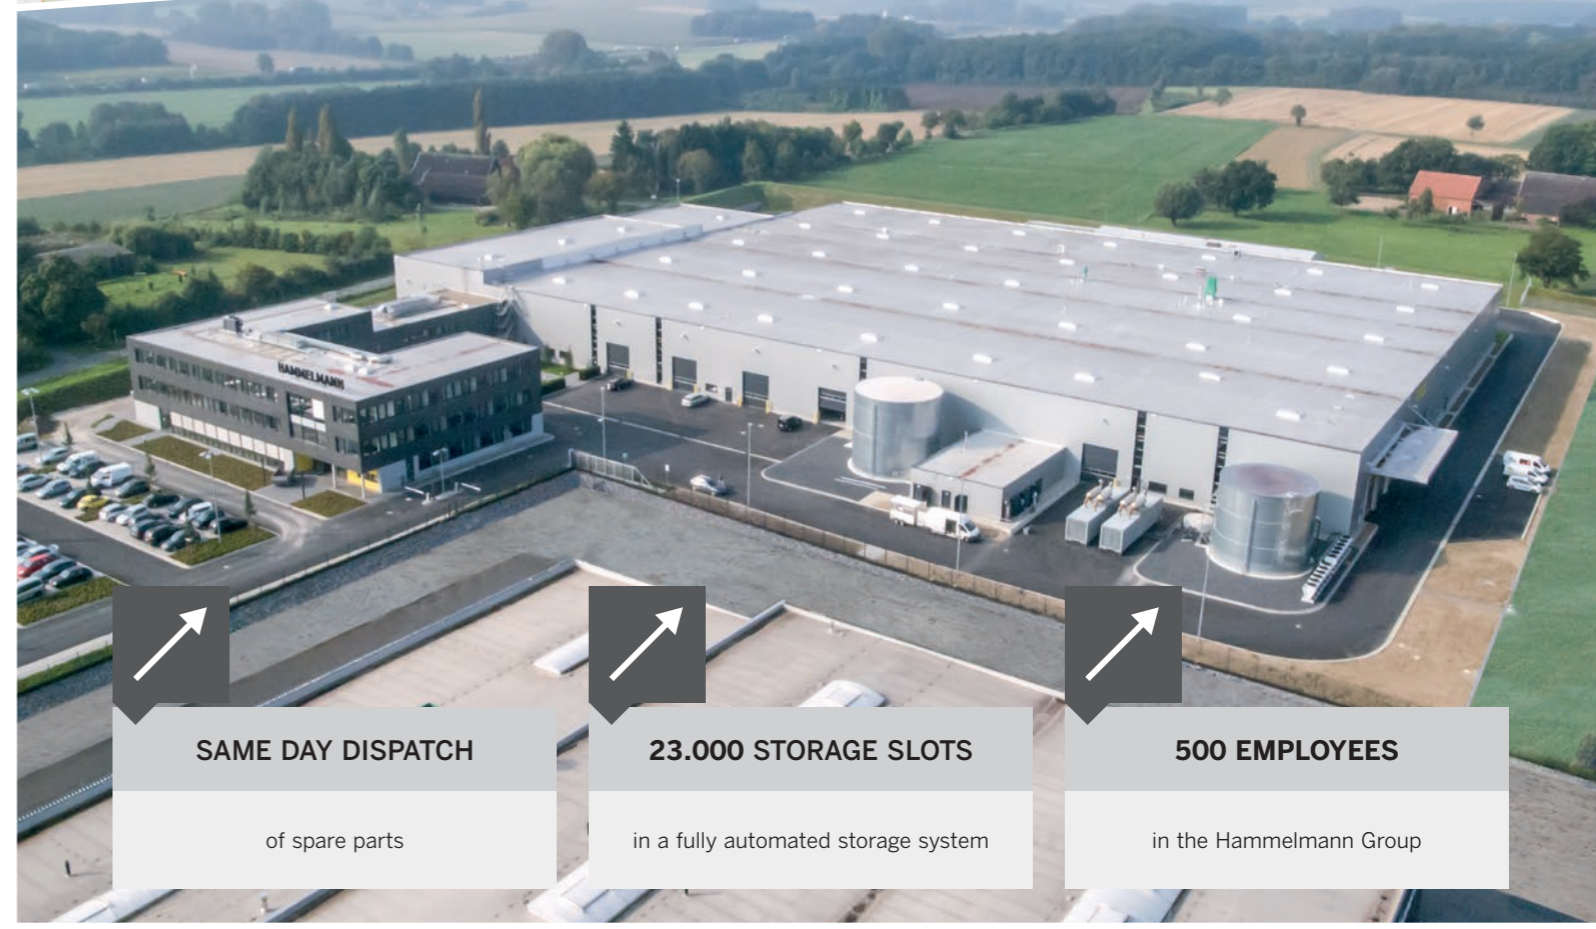 HAMMELMANN
SAME DAY DISPATCH
of spare parts
23.000 STORAGE SLOTS
in a fully automated storage system
500 EMPLOYEES
in the Hammelmann Group